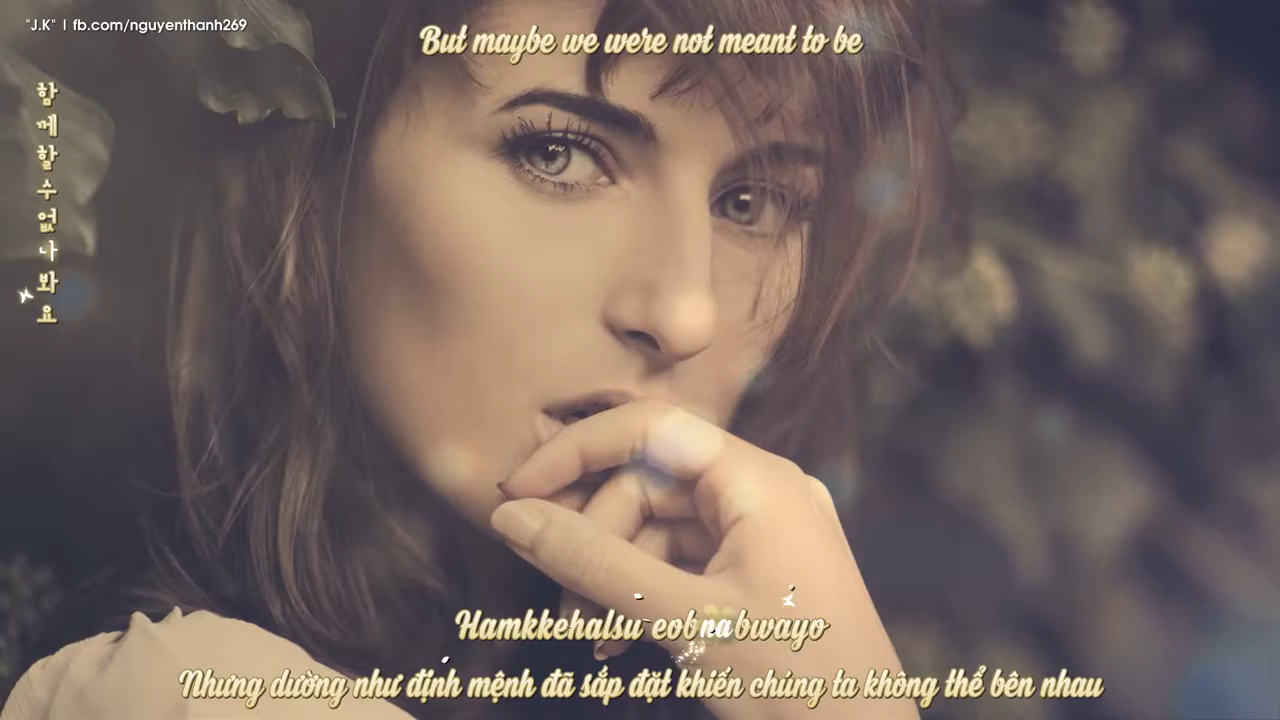 "J.K" | fb.com/nguyenthanh269
But maybe we were not meant to be
함께할수없나봐요
Hamkkehalsu eobnabwayo
Nhưng dường như định mệnh đã sắp đặt khiến chúng ta không thể bên nhau